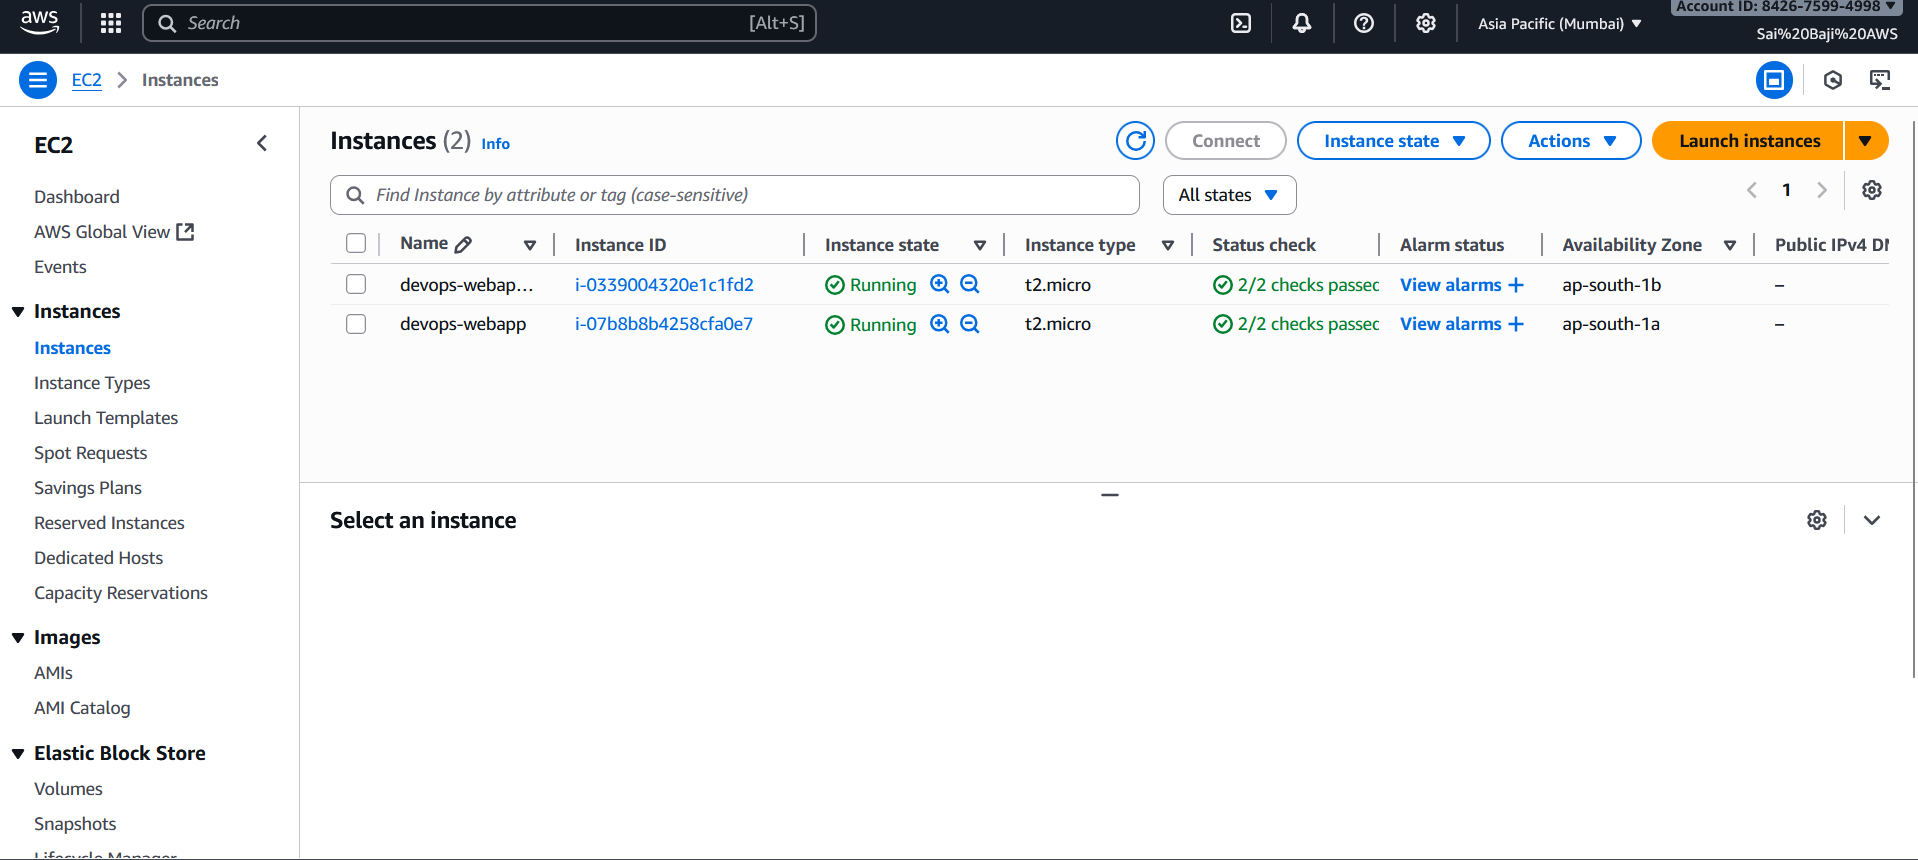 aws
Search
[Alt+S]
Asia Pacific (Mumbai)
Account ID: 8426-7599-4998
Sai%20Baji%20AWS
EC2
Instances
EC2
Dashboard
AWS Global View
Events
Instances
Instances
Instance Types
Launch Templates
Spot Requests
Savings Plans
Reserved Instances
Dedicated Hosts
Capacity Reservations
Images
AMIs
AMI Catalog
Elastic Block Store
Volumes
Snapshots
Lifecycle Manager
Instances (2) Info
Connect
Instance state
Actions
Launch instances
Find Instance by attribute or tag (case-sensitive)
All states
1
Name Instance ID Instance state Instance type Status check Alarm status Availability Zone Public IPv4
devops-webap... i-0339004320e1c1fd2 Running t2.micro 2/2 checks View alarms + ap-south-1b –
devops-webapp i-07b8b8b4258cfa0e7 Running t2.micro 2/2 checks View alarms + ap-south-1a –
Select an instance